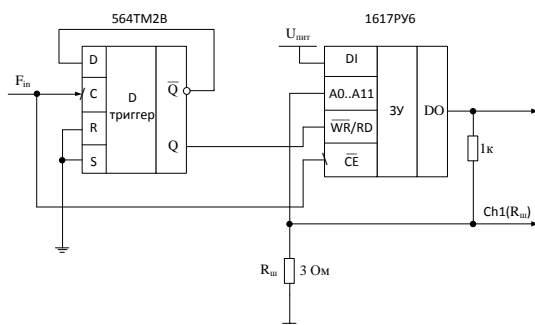 564ТМ2В
1617РУ6
Uпит
D
DI
Fin
Q
C
A0..A11
D
триггер
ЗУ
DO
R
Q
WR/RD
S
CE
1к
Ch1(Rш)
Rш
3 Ом